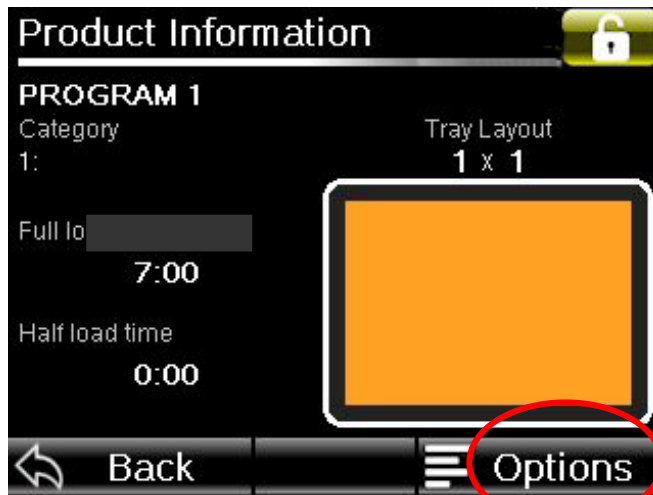 Product Information
PROGRAM 1
Category
1:
Tray Layout
1 x 1
Full lo
7:00
Half load time
0:00
Back
Options